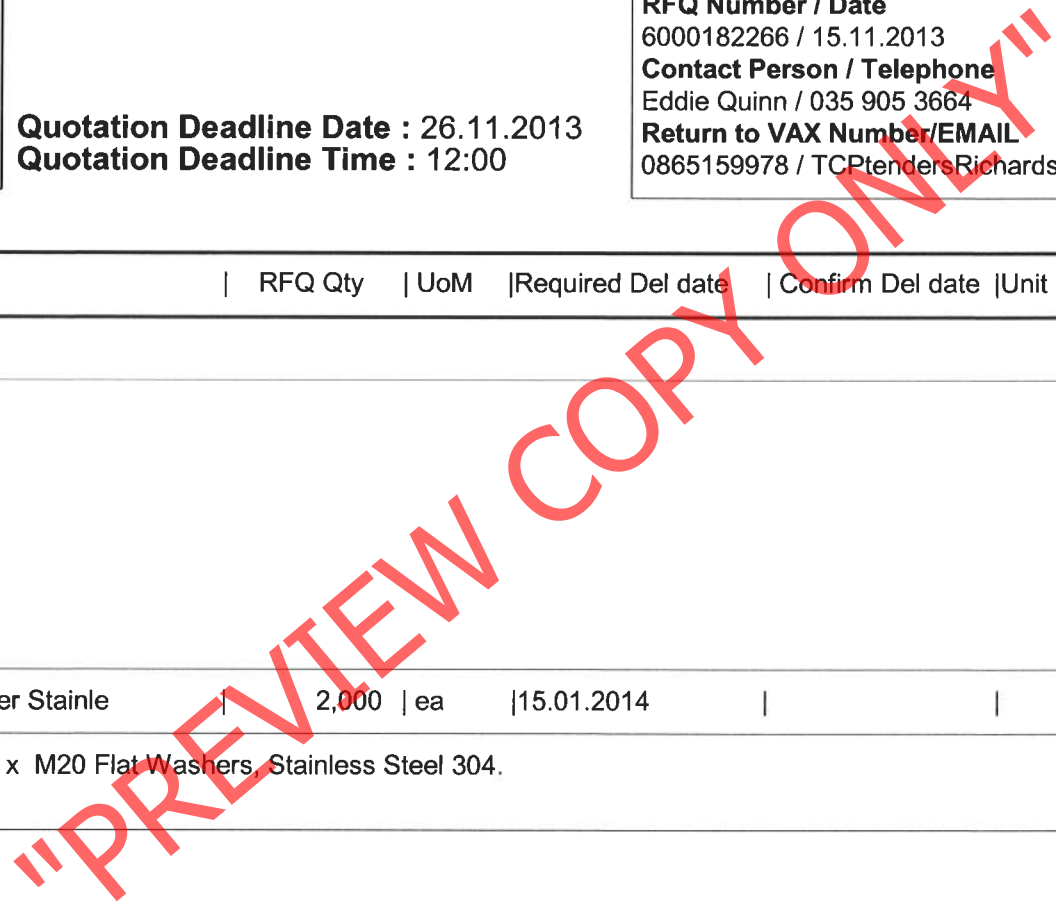 RFQ Number / Date
6000182266 / 15.11.2013
Contact Person / Telephone
Eddie Quinn / 035 905 3664
Return to VAX Number/EMAIL
0865159978 / TCPtendersRichards
Quotation Deadline Date : 26.11.2013
Quotation Deadline Time : 12:00
| RFQ Qty | UoM |Required Del date | Confirm Del date |Unit
er Stainle | 2,000 | ea |15.01.2014 | |
x M20 Flat Washers, Stainless Steel 304.
"PREVIEW COPY ONLY"